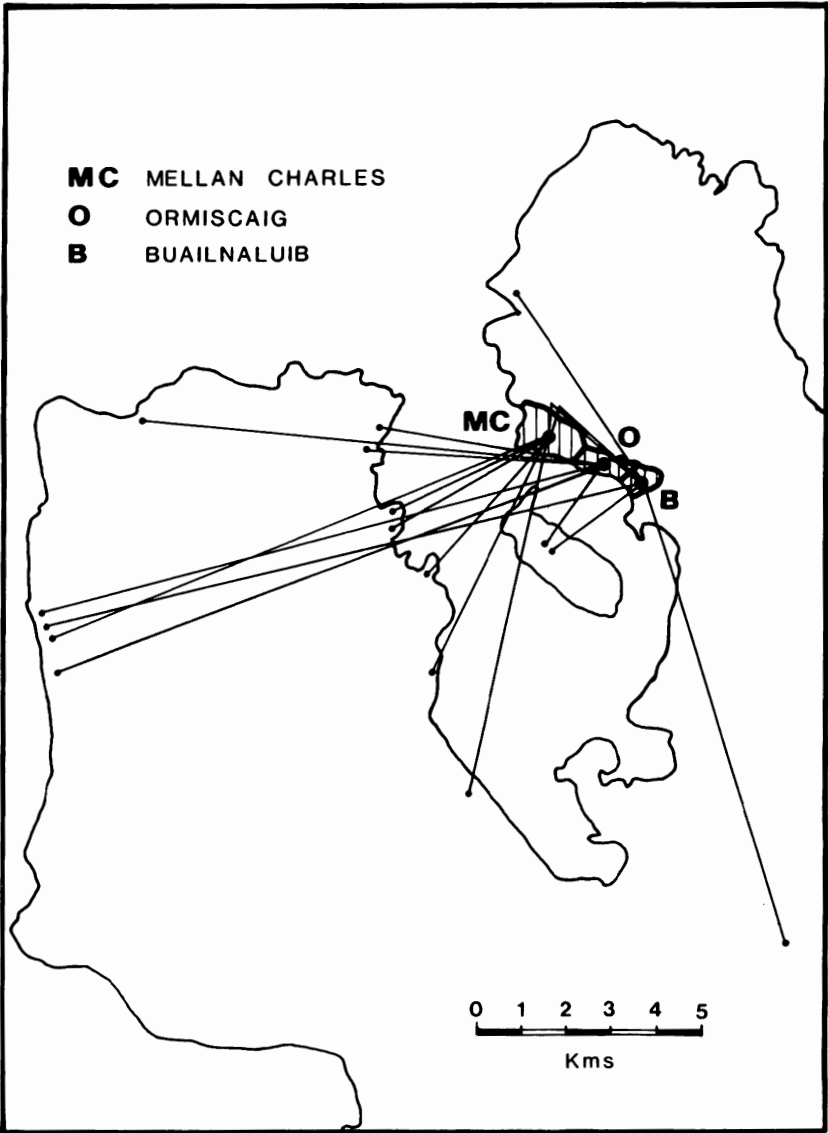 MC MELLAN CHARLES
O ORMISCAIG
B BUAILNALUIB
MC
O
B
0 1 2 3 4 5
Kms